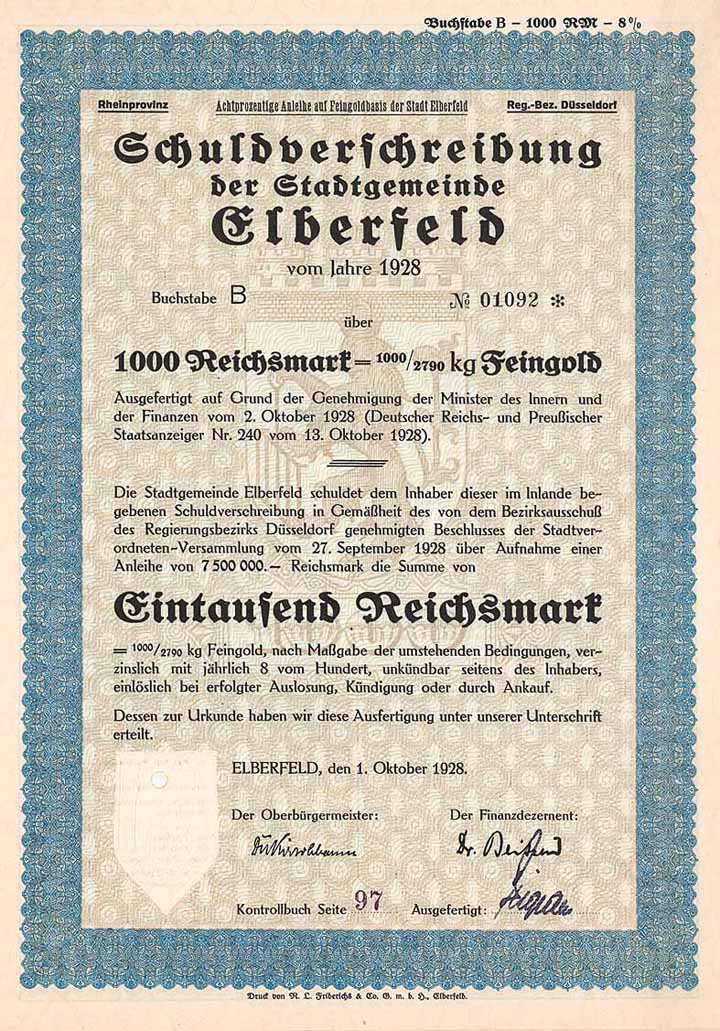 Buchstabe B – 1000 RM – 8%
Rheinprovinz Achtprozentige Anleihe auf Feingoldbasis der Stadt Elberfeld Reg.-Bez. Düsseldorf
Schuldverschreibung
der Stadtgemeinde
Elberfeld
vom Jahre 1928
Buchstabe B № 01092 *
über
1000 Reichsmark = 1000/2790 kg Feingold
Ausgefertigt auf Grund der Genehmigung der Minister des Innern und
der Finanzen vom 2. Oktober 1928 (Deutscher Reichs- und Preußischer
Staatsanzeiger Nr. 240 vom 13. Oktober 1928).
Die Stadtgemeinde Elberfeld schuldet dem Inhaber dieser im Inlande be-
gebenen Schuldverschreibung in Gemäßheit des von dem Bezirksausschuß
des Regierungsbezirks Düsseldorf genehmigten Beschlusses der Stadtver-
ordneten-Versammlung vom 27. September 1928 über Aufnahme einer
Anleihe von 7 500 000.— Reichsmark die Summe von
Eintausend Reichsmark
= 1000/2790 kg Feingold, nach Maßgabe der umstehenden Bedingungen, ver-
zinslich mit jährlich 8 vom Hundert, unkündbar seitens des Inhabers,
einlöslich bei erfolgter Auslosung, Kündigung oder durch Ankauf.
Dessen zur Urkunde haben wir diese Ausfertigung unter unserer Unterschrift
erteilt.
ELBERFELD, den 1. Oktober 1928.
Der Oberbürgermeister: Der Finanzdezernent:
Dr.
Kontrollbuch Seite 97 Ausgefertigt:
Druck von R. L. Friderichs & Co. G. m. b. H., Elberfeld.